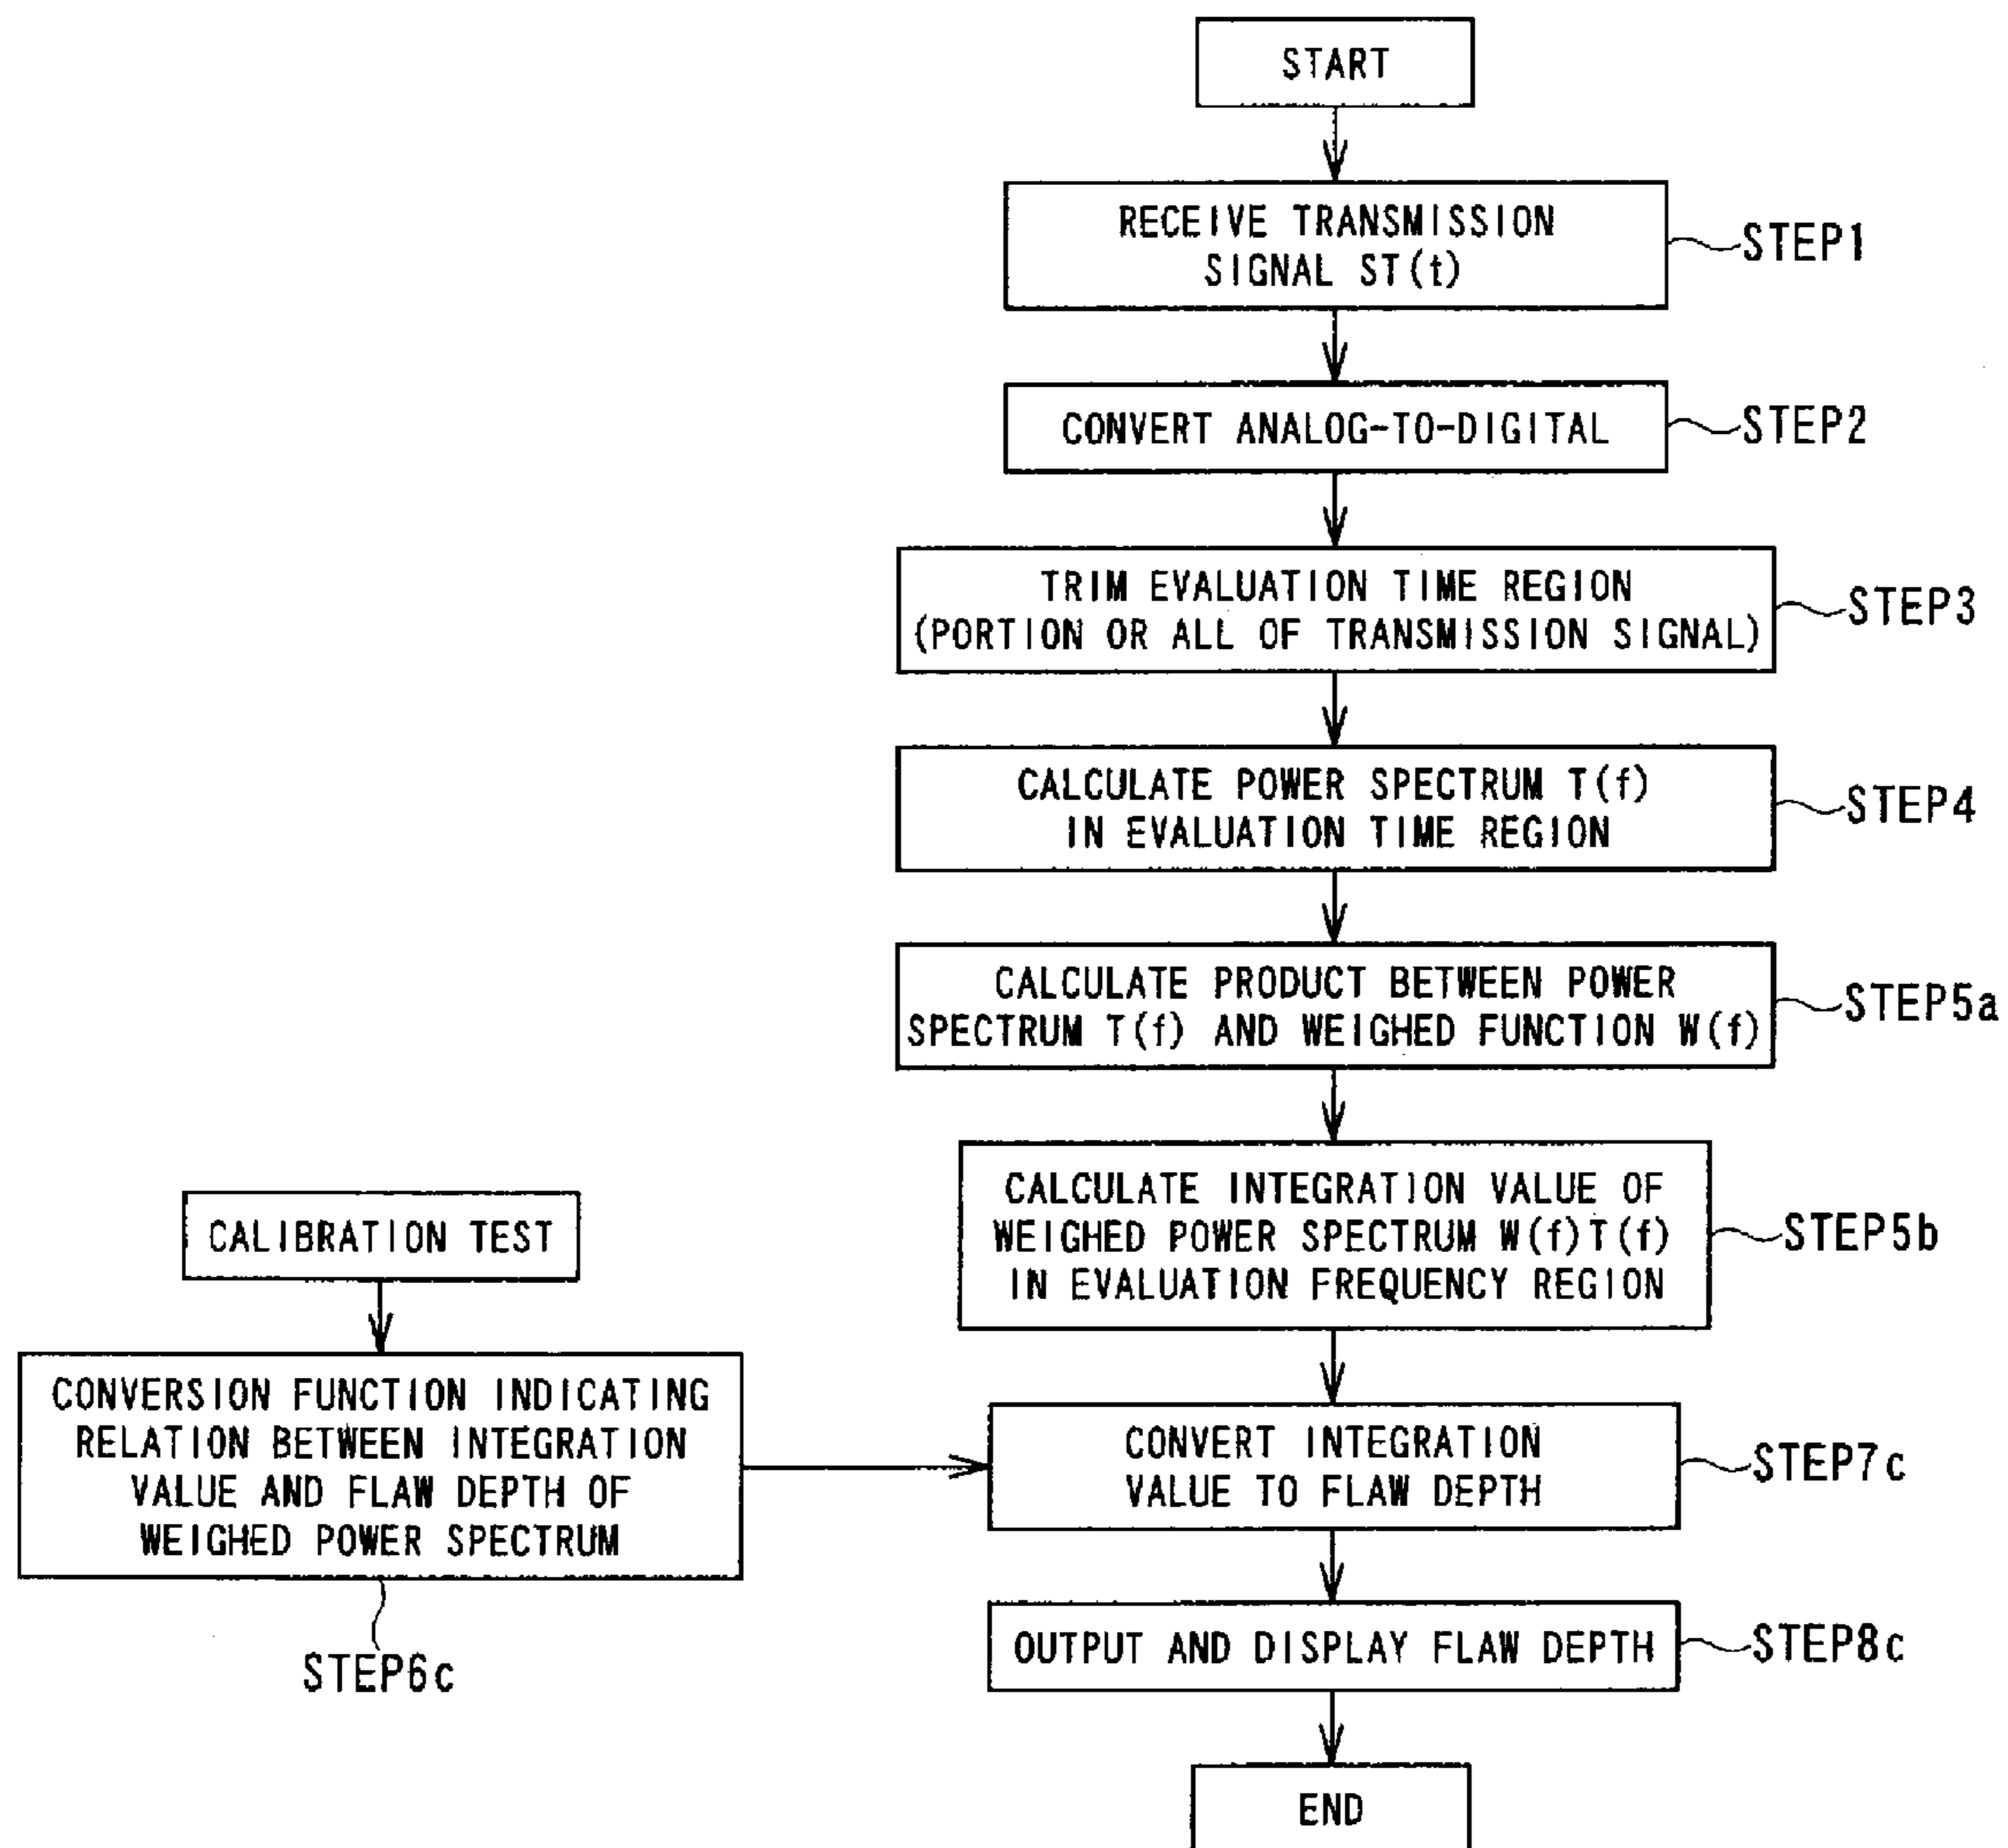 START
RECEIVE TRANSMISSION
SIGNAL ST(t)
STEP1
CONVERT ANALOG-TO-DIGITAL
STEP2
TRIM EVALUATION TIME REGION
(PORTION OR ALL OF TRANSMISSION SIGNAL)
STEP3
CALCULATE POWER SPECTRUM T(f)
IN EVALUATION TIME REGION
STEP4
CALCULATE PRODUCT BETWEEN POWER
SPECTRUM T(f) AND WEIGHED FUNCTION W(f)
STEP5a
CALCULATE INTEGRATION VALUE OF
WEIGHED POWER SPECTRUM W(f)T(f)
IN EVALUATION FREQUENCY REGION
STEP5b
CALIBRATION TEST
CONVERSION FUNCTION INDICATING
RELATION BETWEEN INTEGRATION
VALUE AND FLAW DEPTH OF
WEIGHED POWER SPECTRUM
STEP6c
CONVERT INTEGRATION
VALUE TO FLAW DEPTH
STEP7c
OUTPUT AND DISPLAY FLAW DEPTH
STEP8c
END